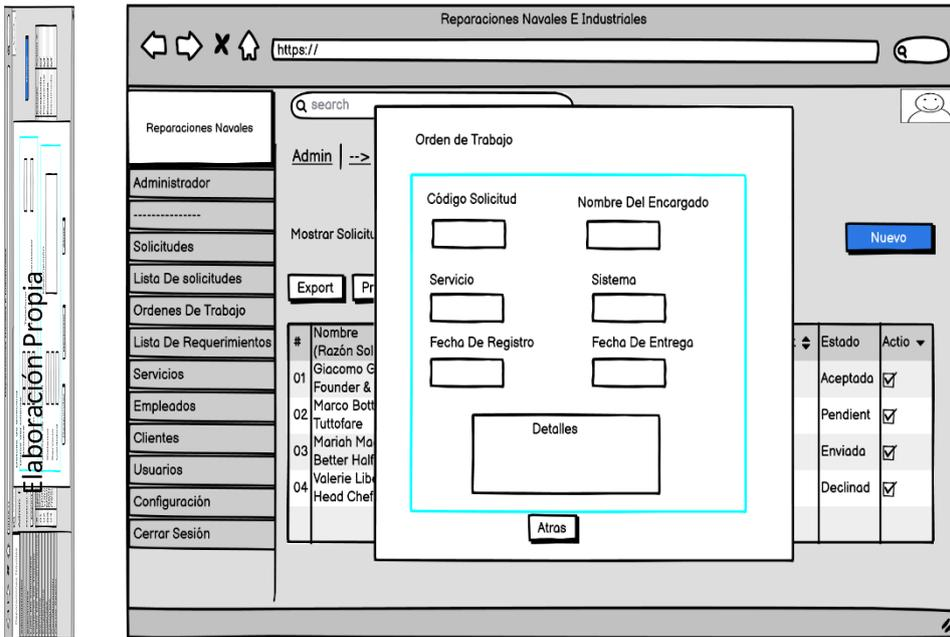 Elaboración Propia
Reparaciones Navales E Industriales
https://
Reparaciones Navales
search
Admin | -->
Administrador
---------------
Solicitudes
Lista De solicitudes
Ordenes De Trabajo
Lista De Requerimientos
Servicios
Empleados
Clientes
Usuarios
Configuración
Cerrar Sesión
Mostrar Solicitu
Nuevo
Export Pr
# Nombre
(Razón Sol
Estado Actio
01 Giacomo G
Founder &
Aceptada
02 Marco Bott
Tuttofare
Pendient
03 Mariah Ma
Better Half
Enviada
04 Valerie Libe
Head Chef
Declinad
Orden de Trabajo
Código Solicitud Nombre Del Encargado
Servicio Sistema
Fecha De Registro Fecha De Entrega
Detalles
Atras